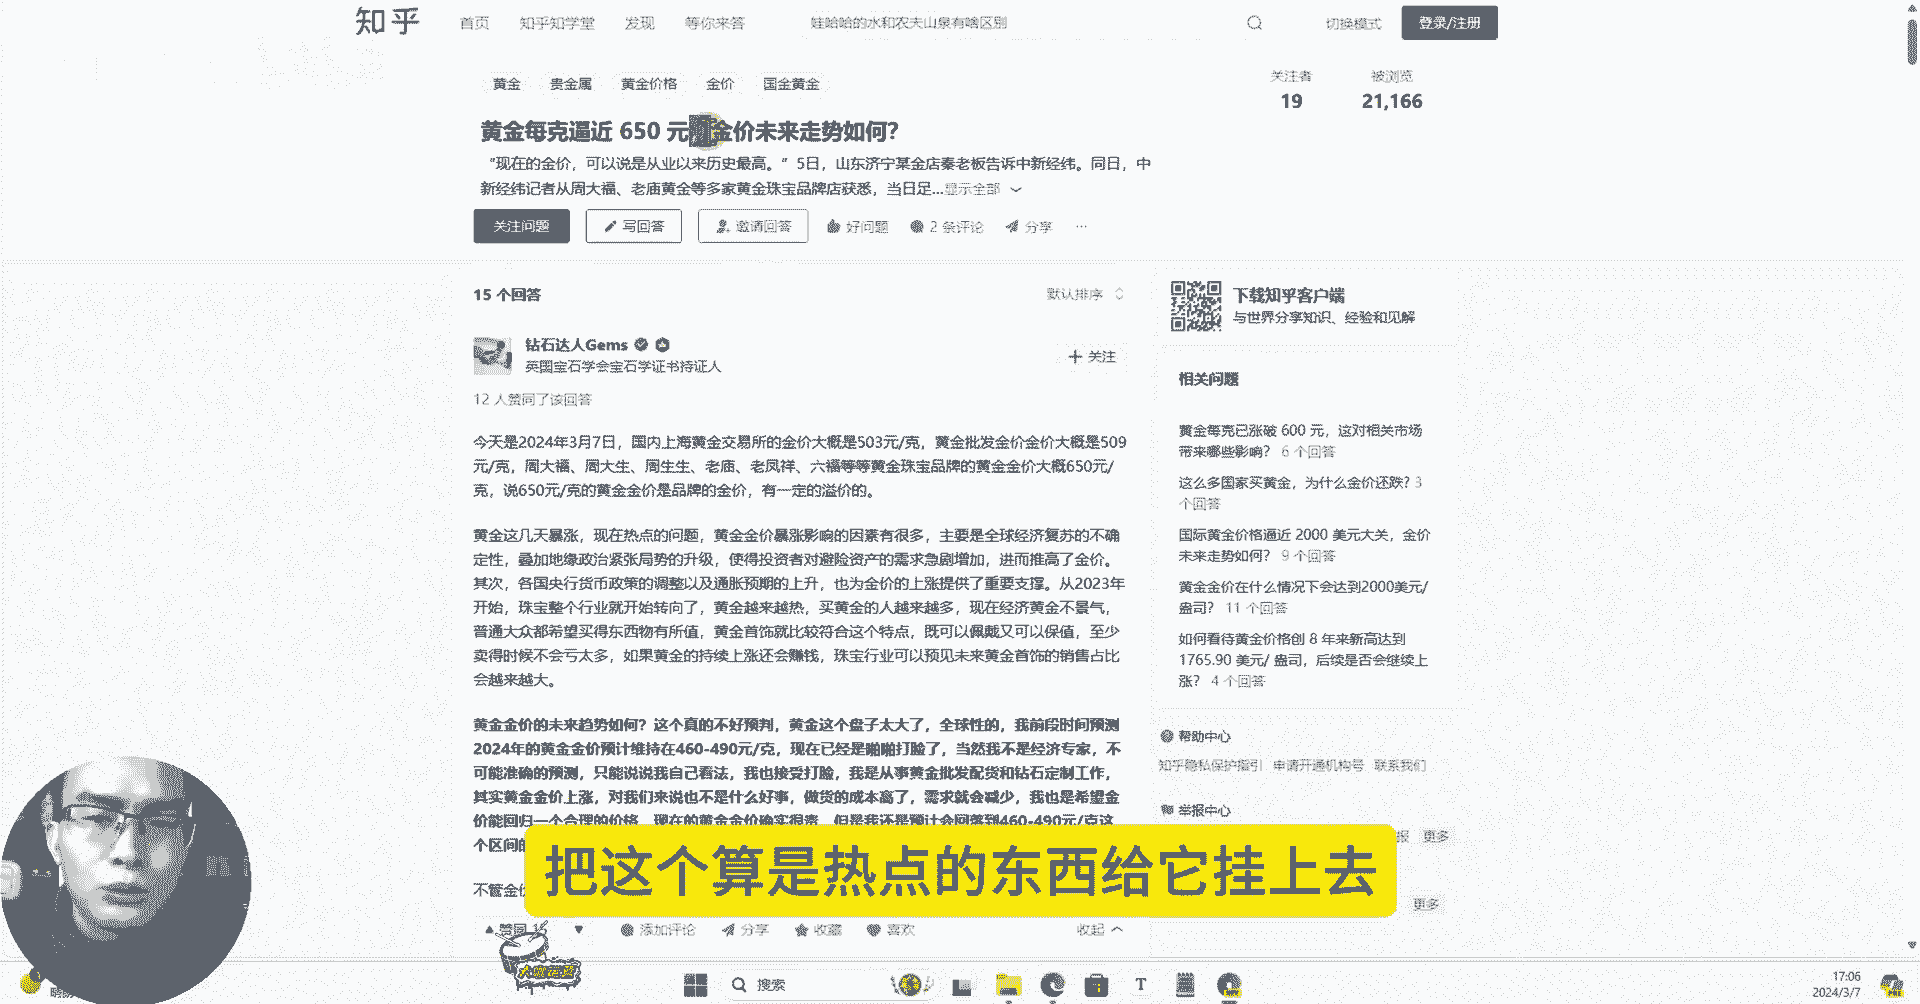 知乎 首页 知乎知学堂 发现 等你来答 娃哈哈的水和农夫山泉有啥区别 切换模式 登录/注册
黄金 贵金属 黄金价格 金价 国金黄金
关注者 被浏览
19 21,166
黄金每克逼近 650 元 金价未来走势如何？
“现在的金价，可以说是从业以来历史最高。”5日，山东济宁某金店秦老板告诉中新经纬。同日，中
新经纬记者从周大福、老庙黄金等多家黄金珠宝品牌店获悉，当日足...显示全部
关注问题 写回答 邀请回答 好问题 2 条评论 分享 ...
15 个回答 默认排序
钻石达人Gems
英国宝石学会宝石学证书持证人
+ 关注
12 人赞同了该回答
今天是2024年3月7日，国内上海黄金交易所的金价大概是503元/克，黄金批发金价金价大概是509
元/克，周大福、周大生、周生生、老庙、老凤祥、六福等等黄金珠宝品牌的黄金金价大概650元/
克，说650元/克的黄金金价是品牌的金价，有一定的溢价的。
黄金这几天暴涨，现在热点的问题，黄金金价暴涨影响的因素有很多，主要是全球经济复苏的不确
定性，叠加地缘政治紧张局势的升级，使得投资者对避险资产的需求急剧增加，进而推高了金价。
其次，各国央行货币政策的调整以及通胀预期的上升，也为金价的上涨提供了重要支撑。从2023年
开始，珠宝整个行业就开始转向了，黄金越来越热，买黄金的人越来越多，现在经济黄金不景气，
普通大众都希望买得东西物有所值，黄金首饰就比较符合这个特点，既可以佩戴又可以保值，至少
卖得时候不会亏太多，如果黄金的持续上涨还会赚钱，珠宝行业可以预见未来黄金首饰的销售占比
会越来越大。
黄金金价的未来趋势如何？这个真的不好预判，黄金这个盘子太大了，全球性的，我前段时间预测
2024年的黄金金价预计维持在460-490元/克，现在已经是啪啪打脸了，当然我不是经济专家，不
可能准确的预测，只能说说我自己看法，我也接受打脸，我是从事黄金批发配货和钻石定制工作，
其实黄金金价上涨，对我们来说也不是什么好事，做货的成本高了，需求就会减少，我也是希望金
价能回归一个合理的价格，现在的黄金金价确实很贵，但是我还是预计会回落到460-490元/克这
个区间的
不管金
赞同 15 添加评论 分享 收藏 喜欢 收起
下载知乎客户端
与世界分享知识、经验和见解
相关问题
黄金每克已涨破 600 元，这对相关市场
带来哪些影响？ 6 个回答
这么多国家买黄金，为什么金价还跌？3
个回答
国际黄金价格逼近 2000 美元大关，金价
未来走势如何？ 9 个回答
黄金金价在什么情况下会达到2000美元/
盎司？ 11 个回答
如何看待黄金价格创 8 年来新高达到
1765.90 美元/ 盎司，后续是否会继续上
涨？ 4 个回答
帮助中心
知乎隐私保护指引 申请开通机构号 联系我们
举报中心
报 更多
更多
把这个算是热点的东西给它挂上去
搜索
T
17:06
2024/3/7